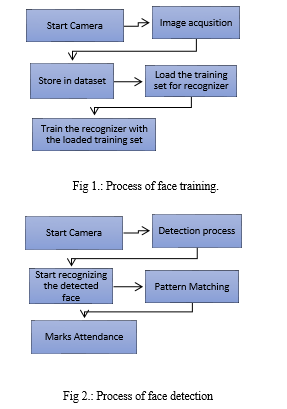 Start Camera
Image acqusition
Store in dataset
Load the training
set for recognizer
Train the recognizer with
the loaded training set
Fig 1.: Process of face training.
Start Camera
Detection process
Start recognizing
the detected
face
Pattern Matching
Marks Attendance
Fig 2.: Process of face detection